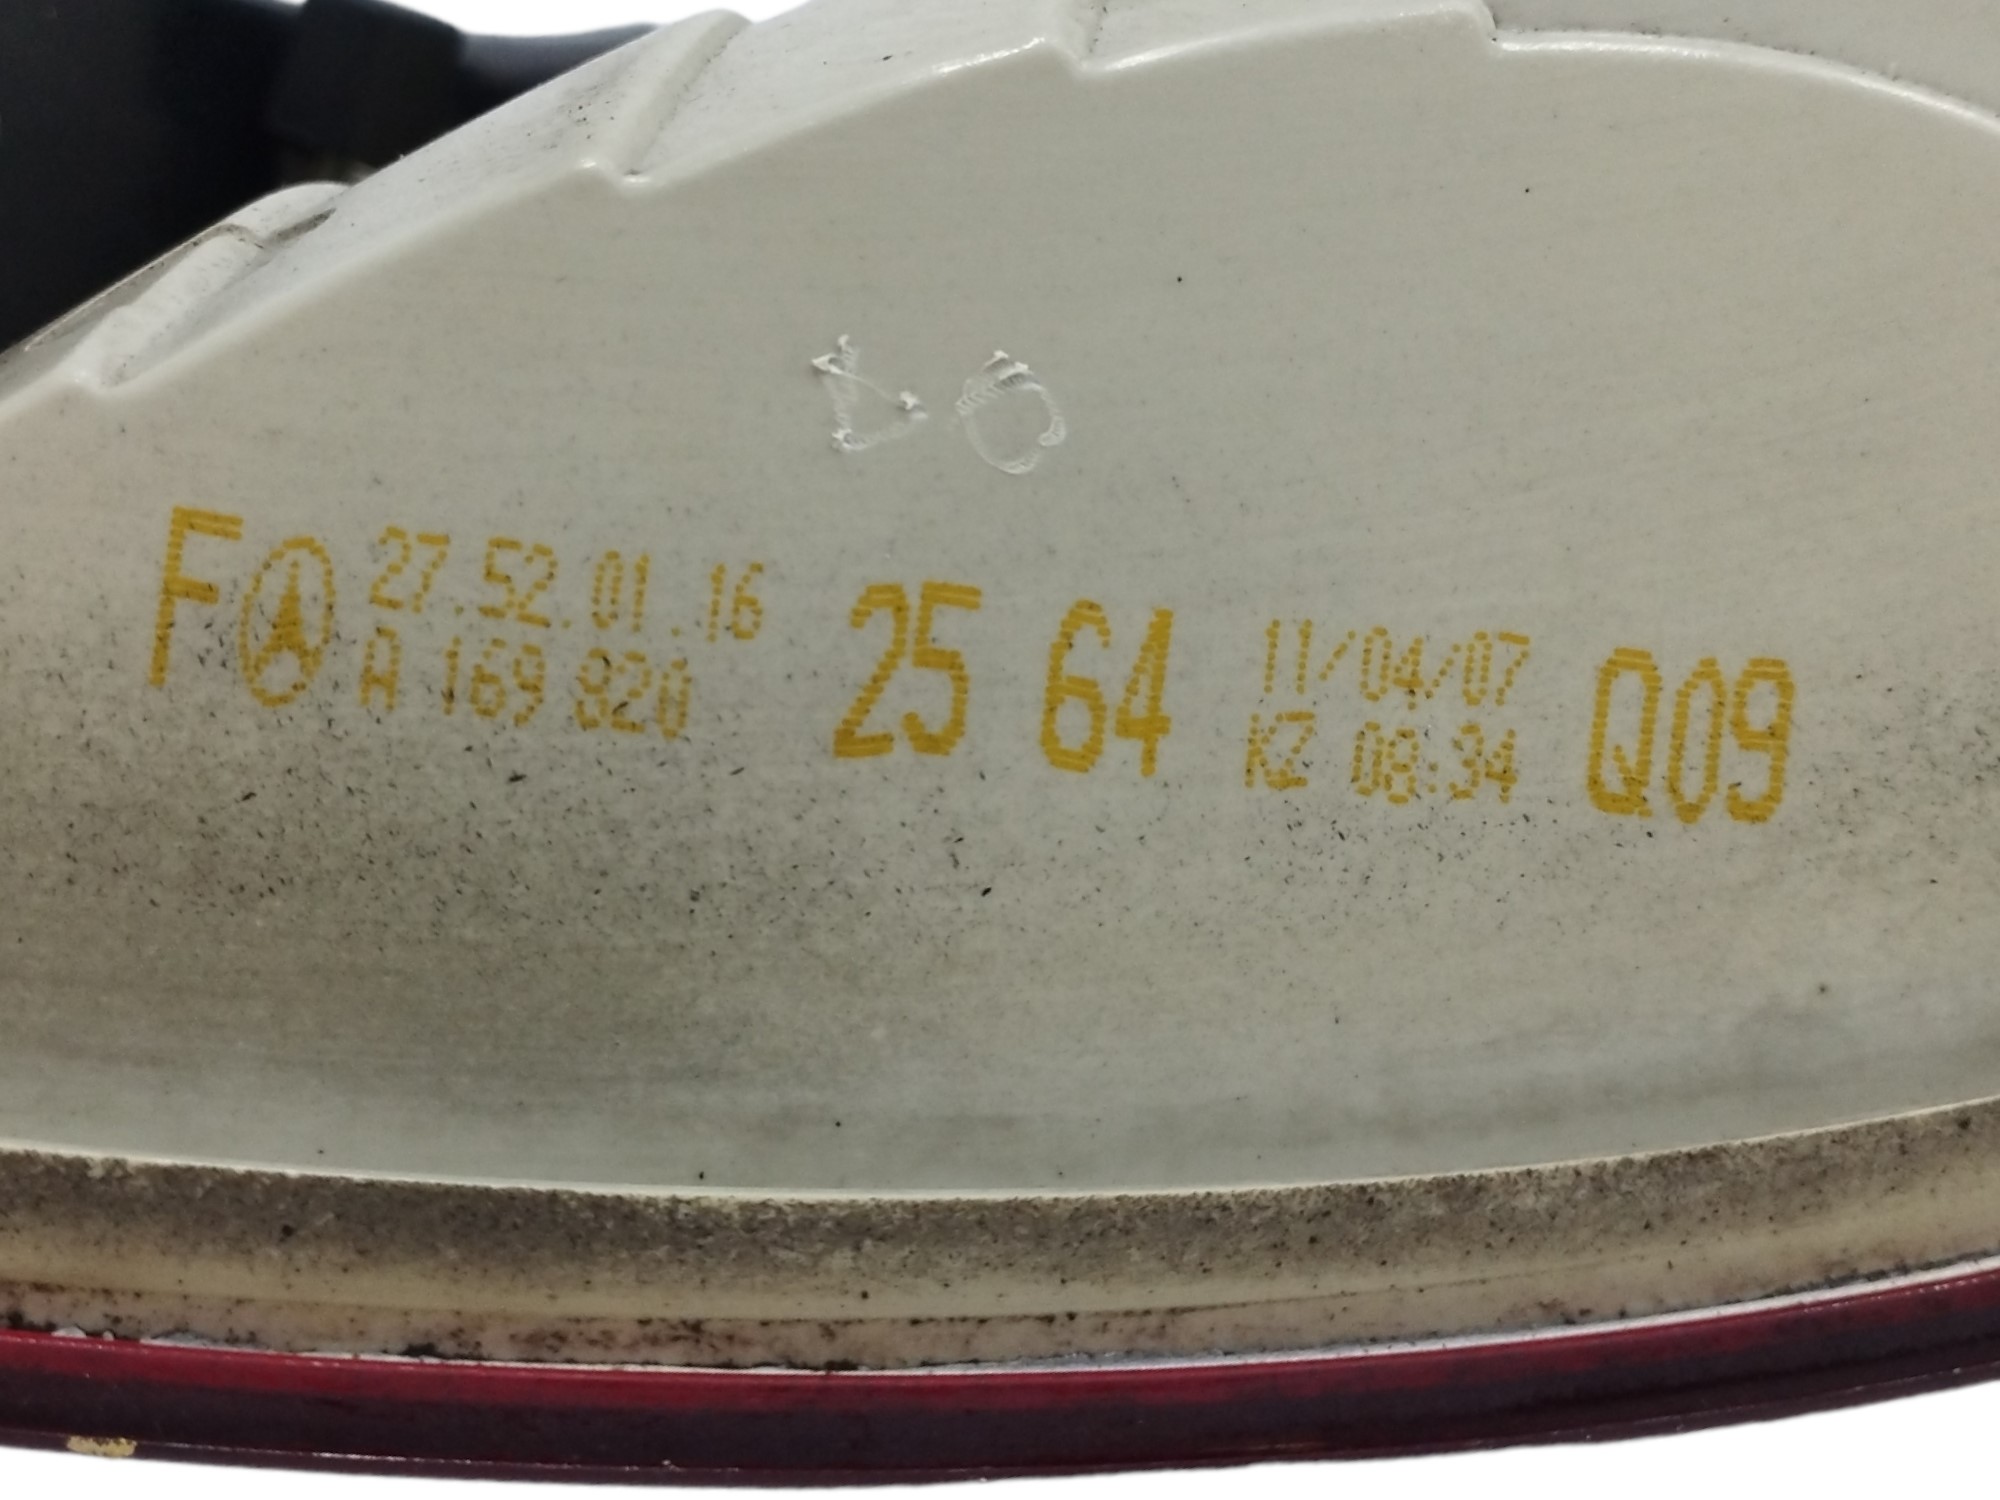 F 27.52.01.16 25 64 11/04/07 Q09
A 169 820 KZ 08:34